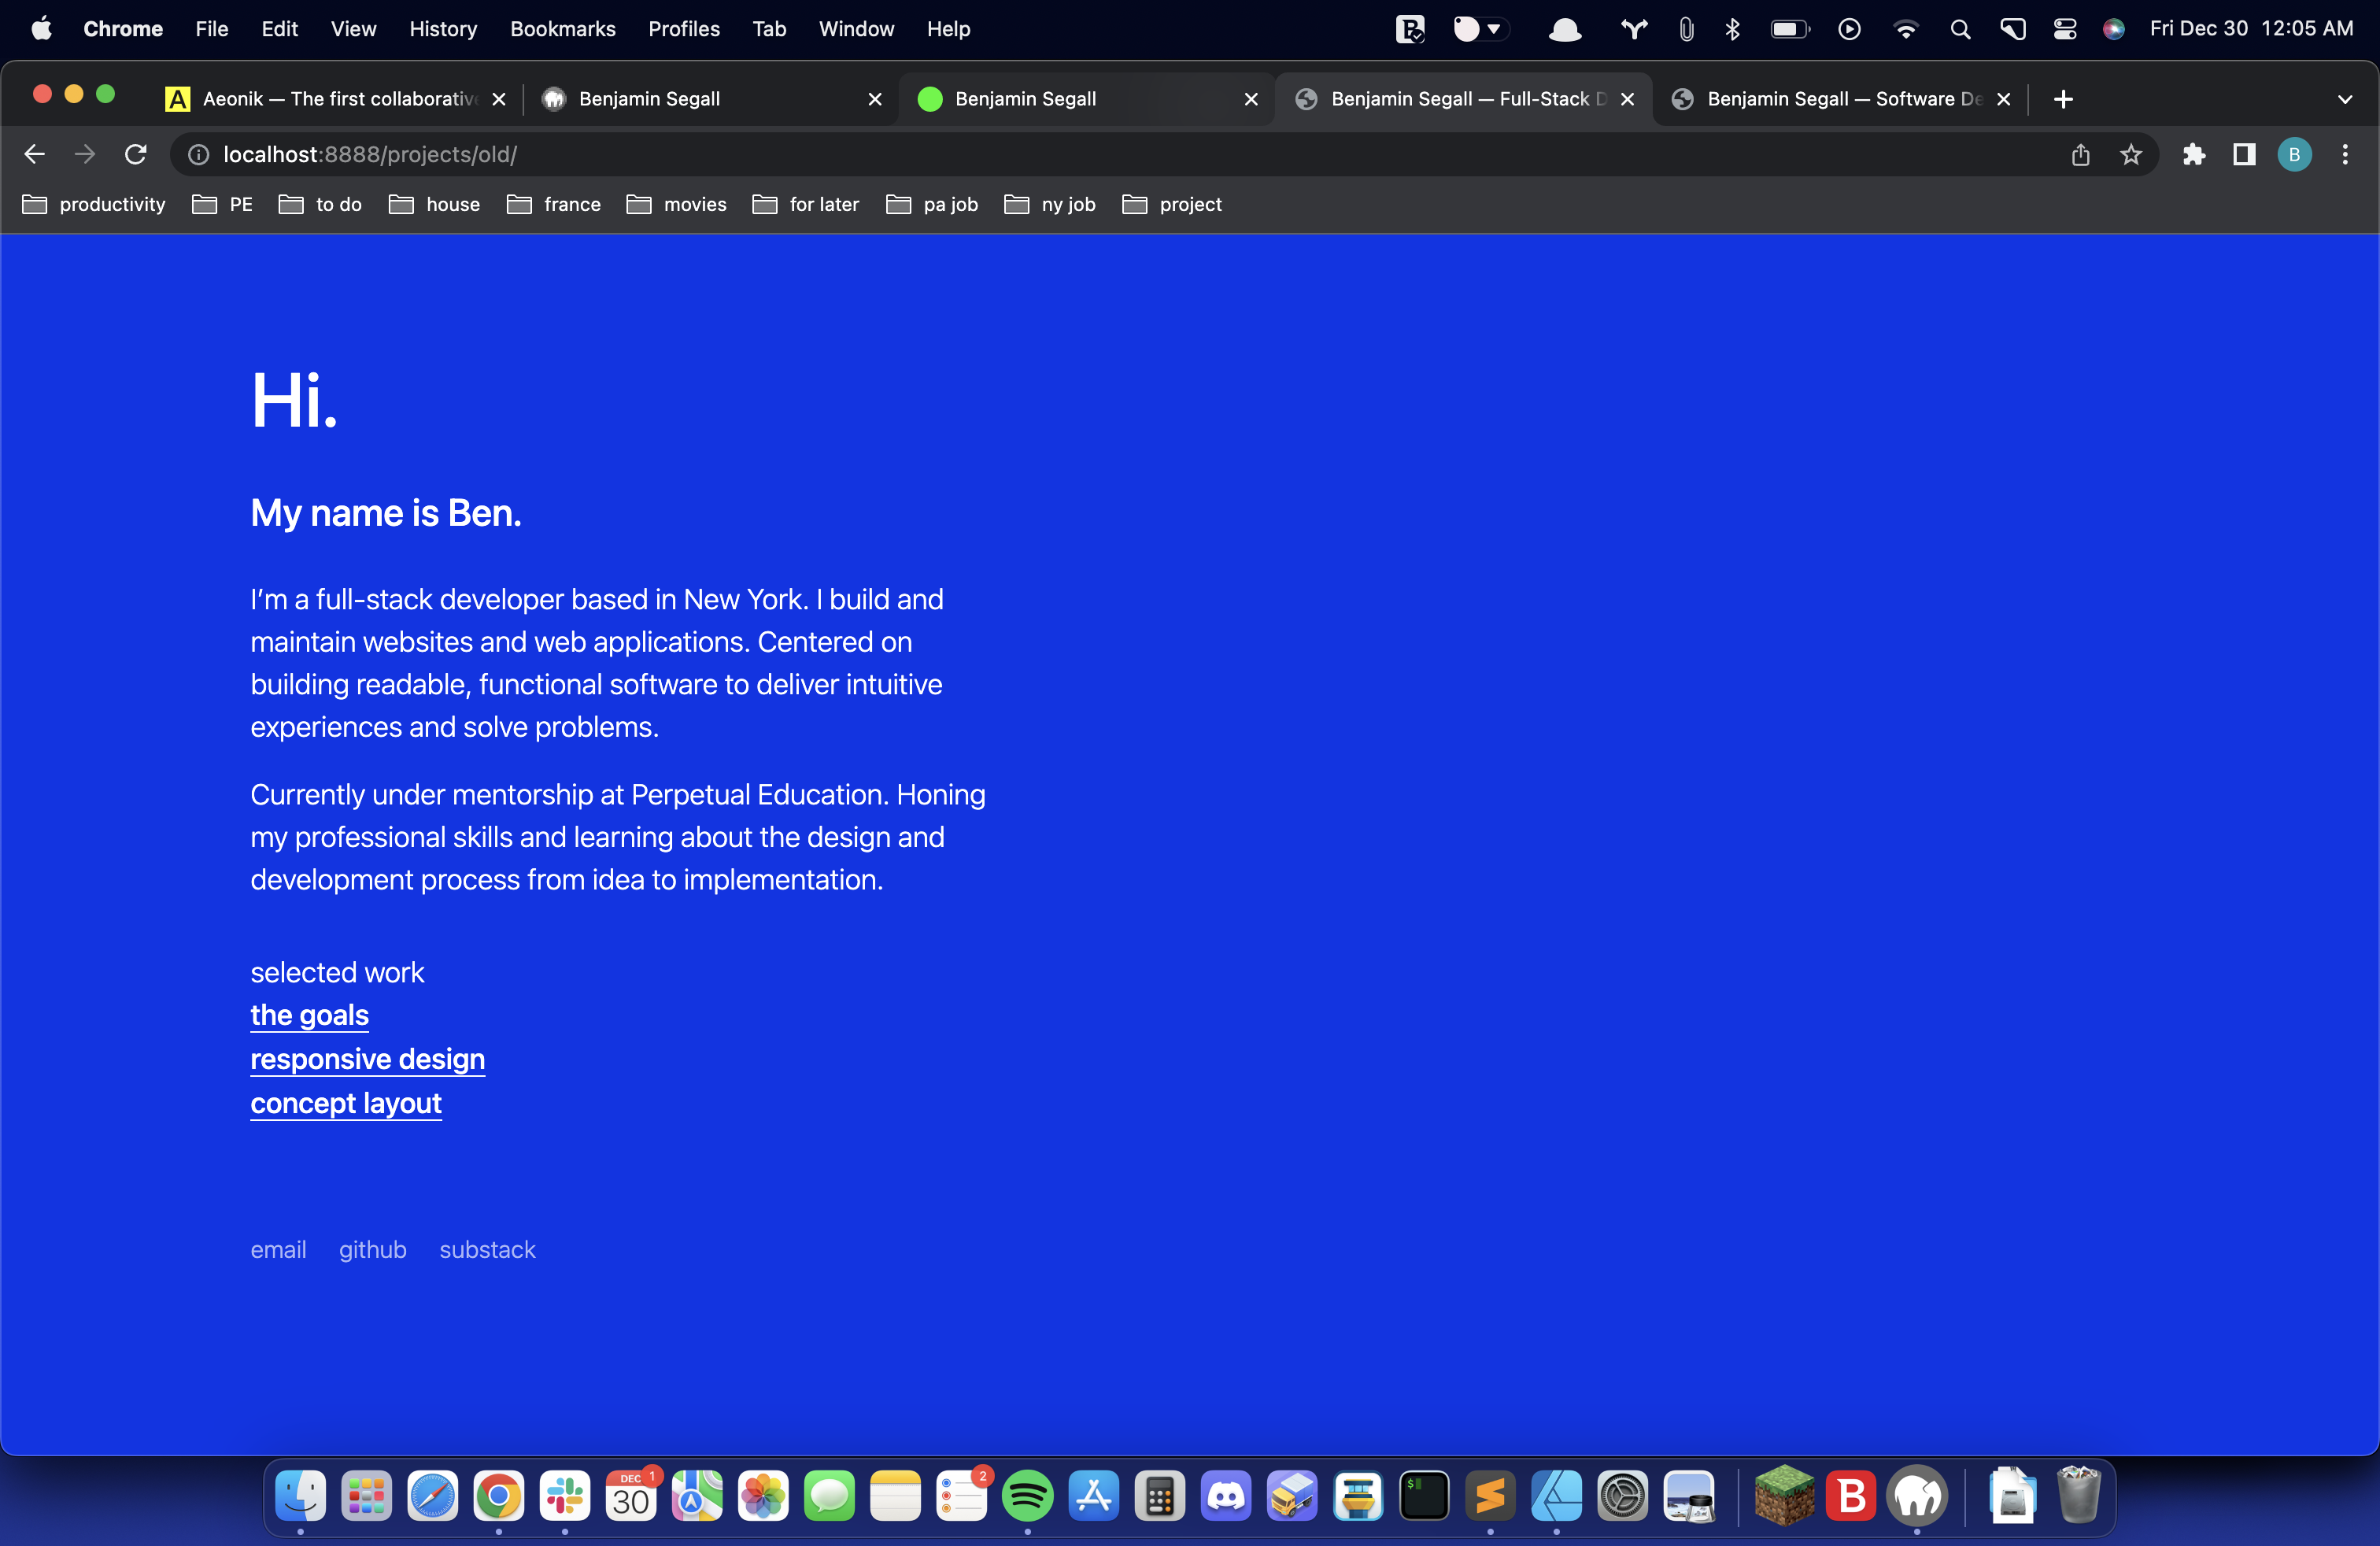 Chrome File Edit View History Bookmarks Profiles Tab Window Help Fri Dec 30 12:05 AM
A Aeonik — The first collaborative Benjamin Segall Benjamin Segall Benjamin Segall — Full-Stack D Benjamin Segall — Software De
localhost:8888/projects/old/ B
productivity PE to do house france movies for later pa job ny job project
Hi.
My name is Ben.
I’m a full-stack developer based in New York. I build and
maintain websites and web applications. Centered on
building readable, functional software to deliver intuitive
experiences and solve problems.
Currently under mentorship at Perpetual Education. Honing
my professional skills and learning about the design and
development process from idea to implementation.
selected work
the goals
responsive design
concept layout
email github substack
DEC 1 2
30 $ B